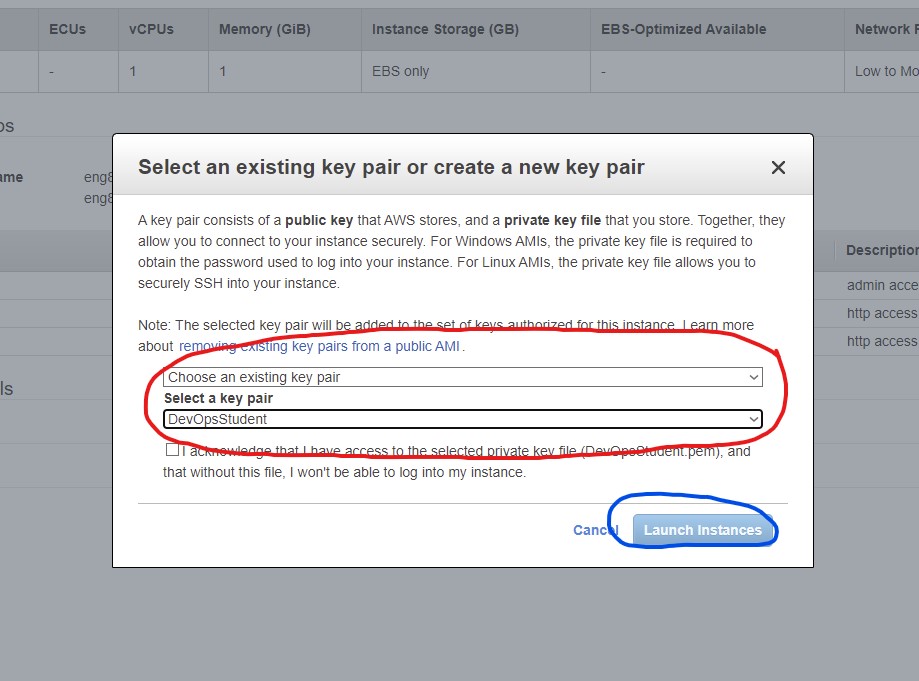 ECUs vCPUs Memory (GiB) Instance Storage (GB) EBS-Optimized Available Network
- 1 1 EBS only - Low to Mo
Select an existing key pair or create a new key pair
A key pair consists of a public key that AWS stores, and a private key file that you store. Together, they
allow you to connect to your instance securely. For Windows AMIs, the private key file is required to
obtain the password used to log into your instance. For Linux AMIs, the private key file allows you to
securely SSH into your instance.
Note: The selected key pair will be added to the set of keys authorized for this instance. Learn more
about removing existing key pairs from a public AMI.
Choose an existing key pair
Select a key pair
DevOpsStudent
I acknowledge that I have access to the selected private key file (DevOpsStudent.pem), and
that without this file, I won't be able to log into my instance.
Cancel Launch Instances
ame eng8
eng8
Description
admin acce
http access
http access
ls